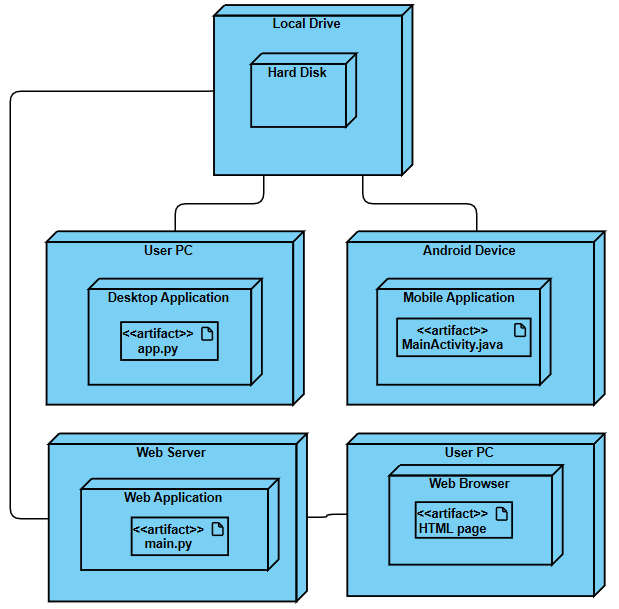 Local Drive
Hard Disk
User PC
Desktop Application
<<artifact>>
app.py
Android Device
Mobile Application
<<artifact>>
MainActivity.java
Web Server
Web Application
<<artifact>>
main.py
User PC
Web Browser
<<artifact>>
HTML page